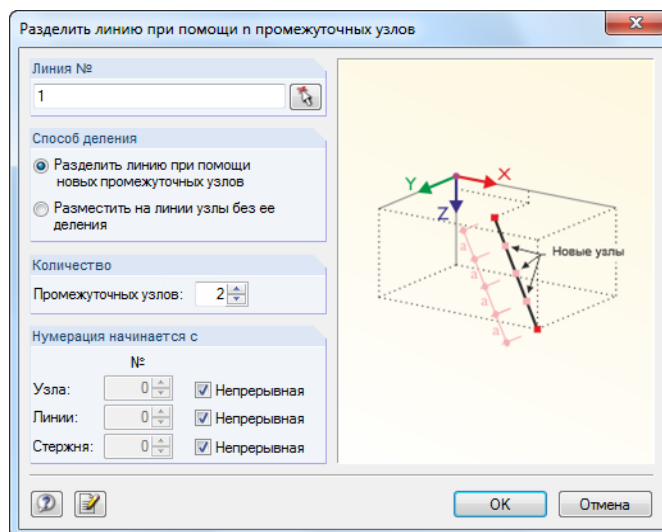 Разделить линию при помощи n промежуточных узлов
Линия №
1
Способ деления
Разделить линию при помощи
новых промежуточных узлов
Разместить на линии узлы без ее
деления
Количество
Промежуточных узлов: 2
Нумерация начинается с
№
Узла: 0 Непрерывная
Линии: 0 Непрерывная
Стержня: 0 Непрерывная
X
Y
Z
Новые узлы
a
a
a
a
OK
Отмена